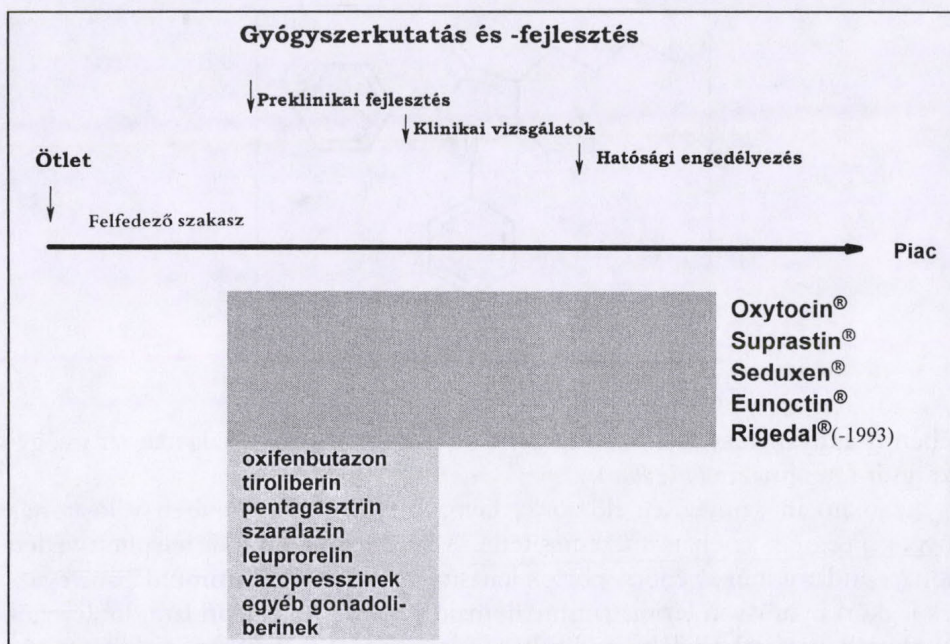 Gyógyszerkutatás és -fejlesztés
Preklinikai fejlesztés
Klinikai vizsgálatok
Hatósági engedélyezés
Ötlet
Felfedező szakasz
Piac
Oxytocin®
Suprastin®
Seduxen®
Eunoctin®
Rigedal®(-1993)
oxifenbutazon
tiroliberin
pentagasztrin
szaralazin
leuprorelin
vazopresszinek
egyéb gonadoli-
berinek